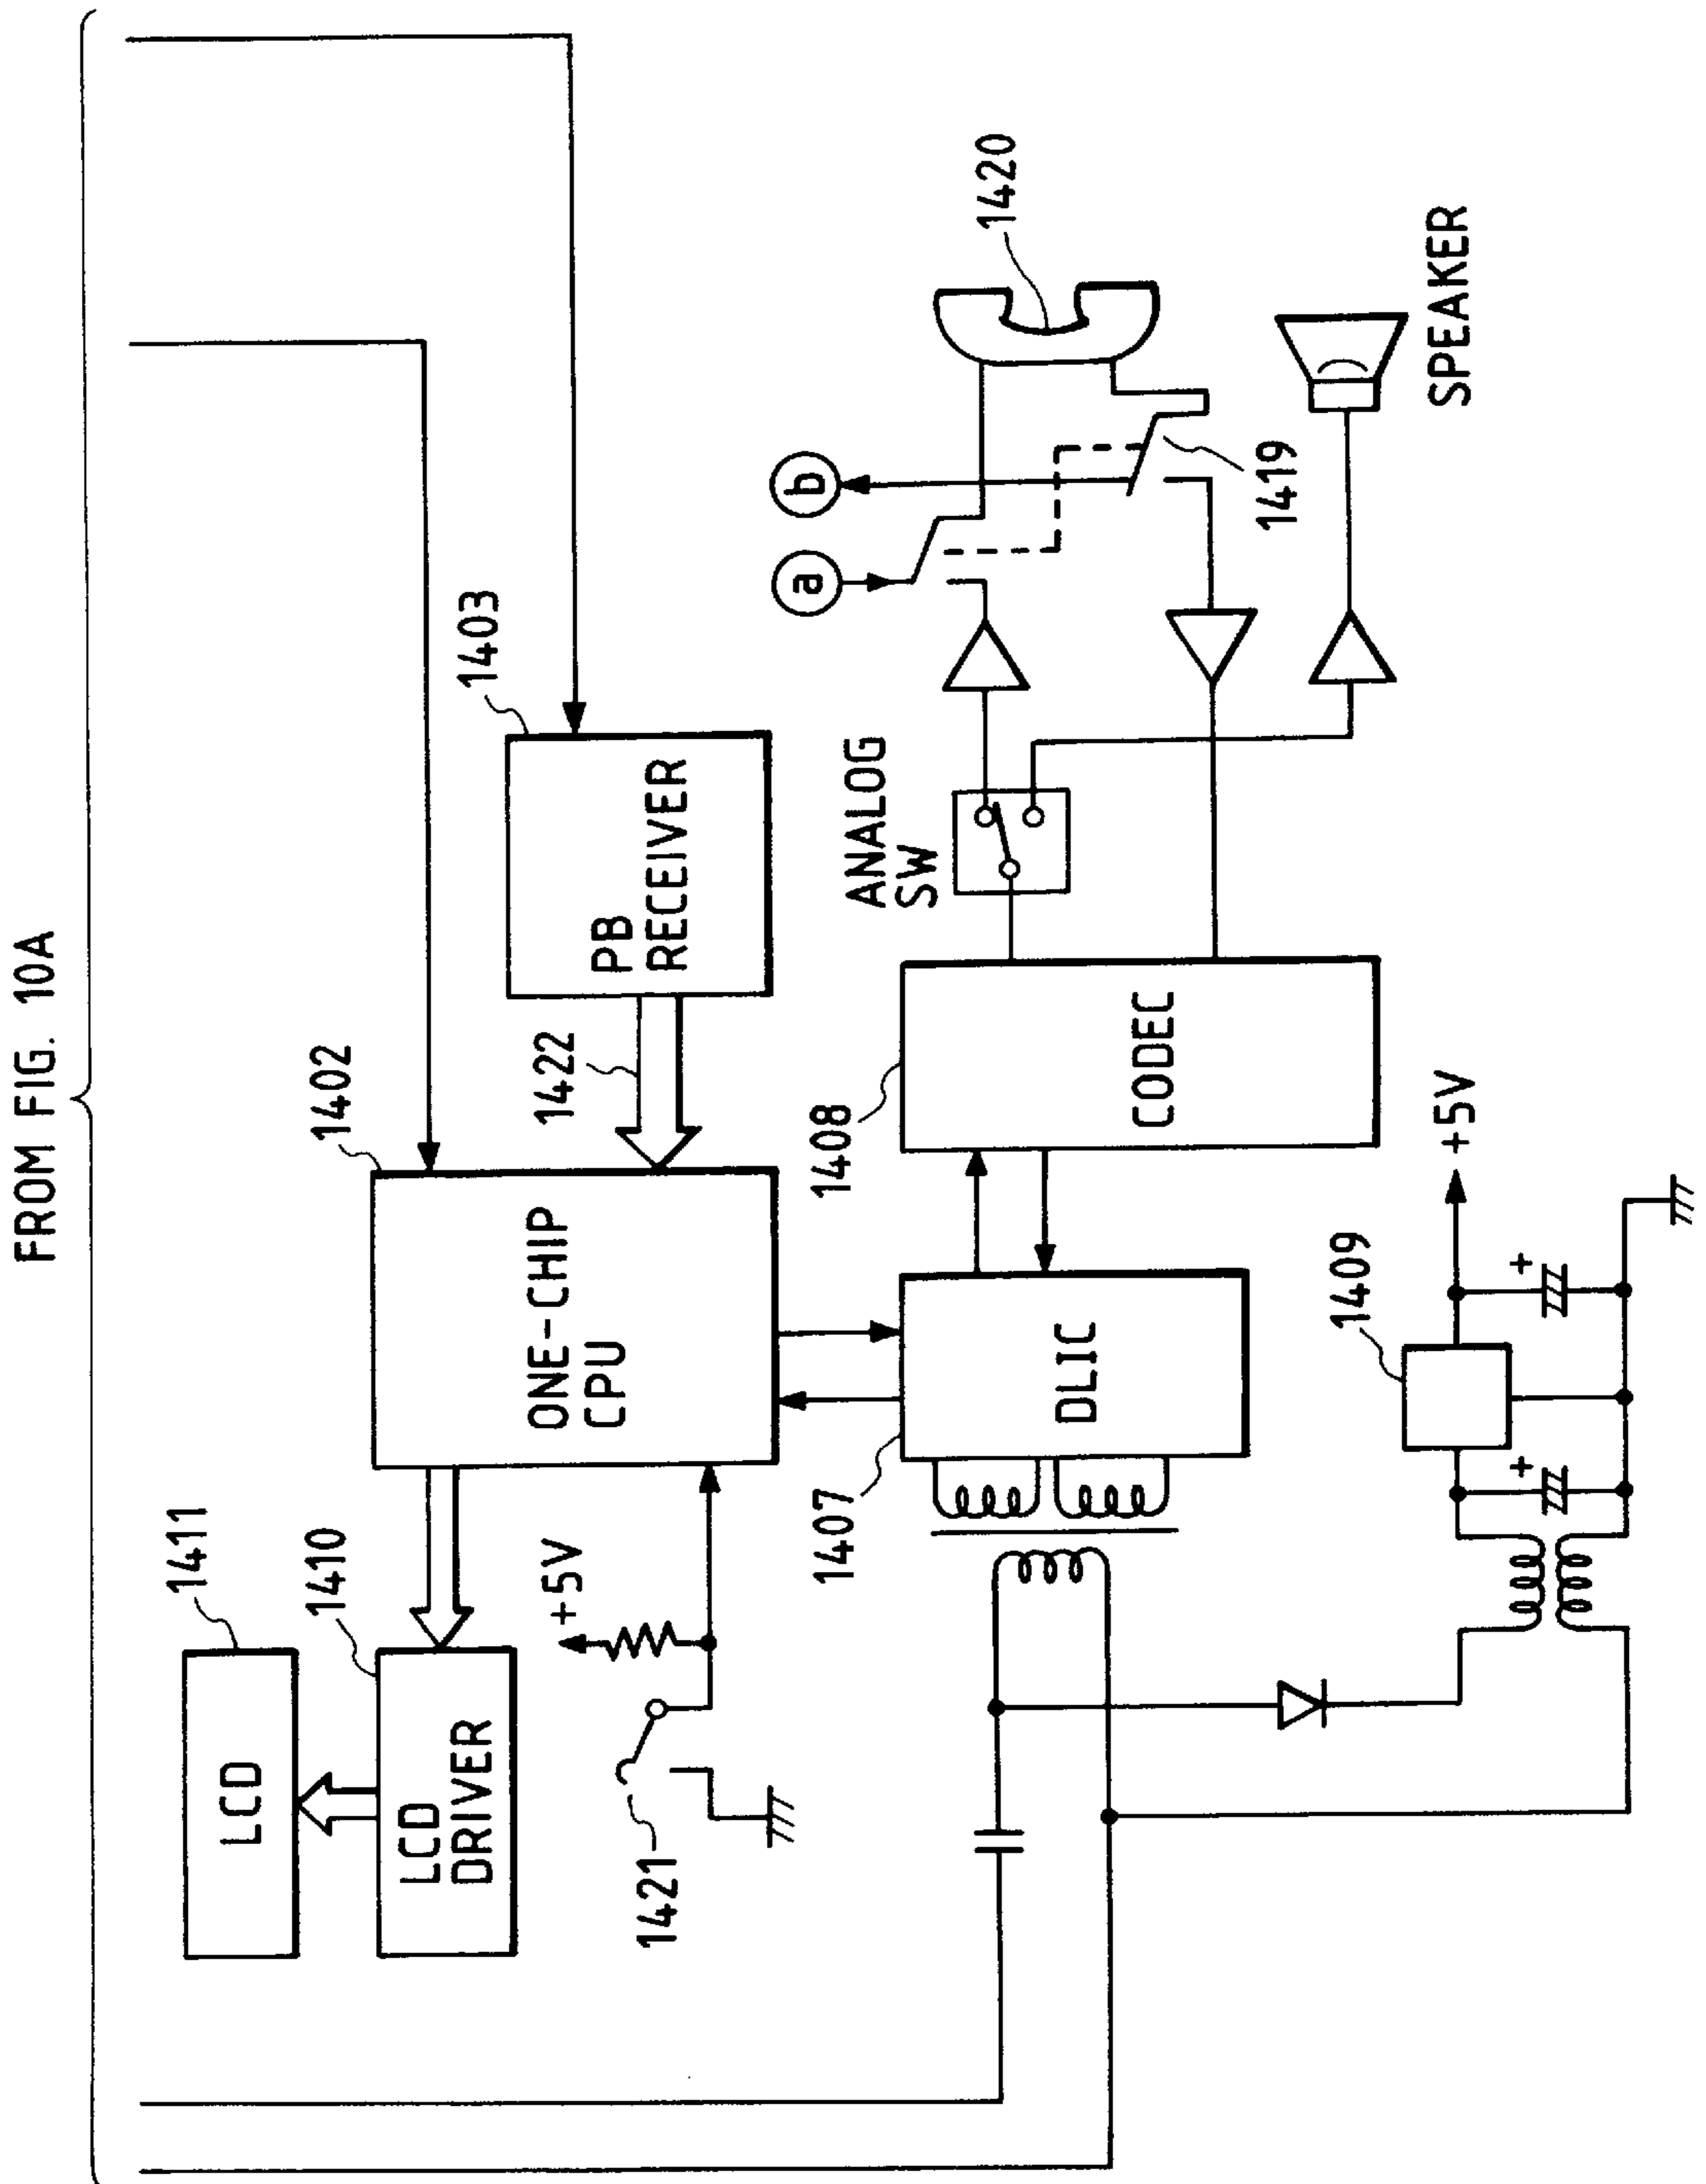 FROM FIG. 10A
1411
LCD
1410
LCD
DRIVER
1402
ONE-CHIP
CPU
1403
PB
RECEIVER
1422
+5V
1421
1407
DLIC
1408
CODEC
ANALOG
SW
a
b
1420
1419
SPEAKER
1409
+
+
+5V